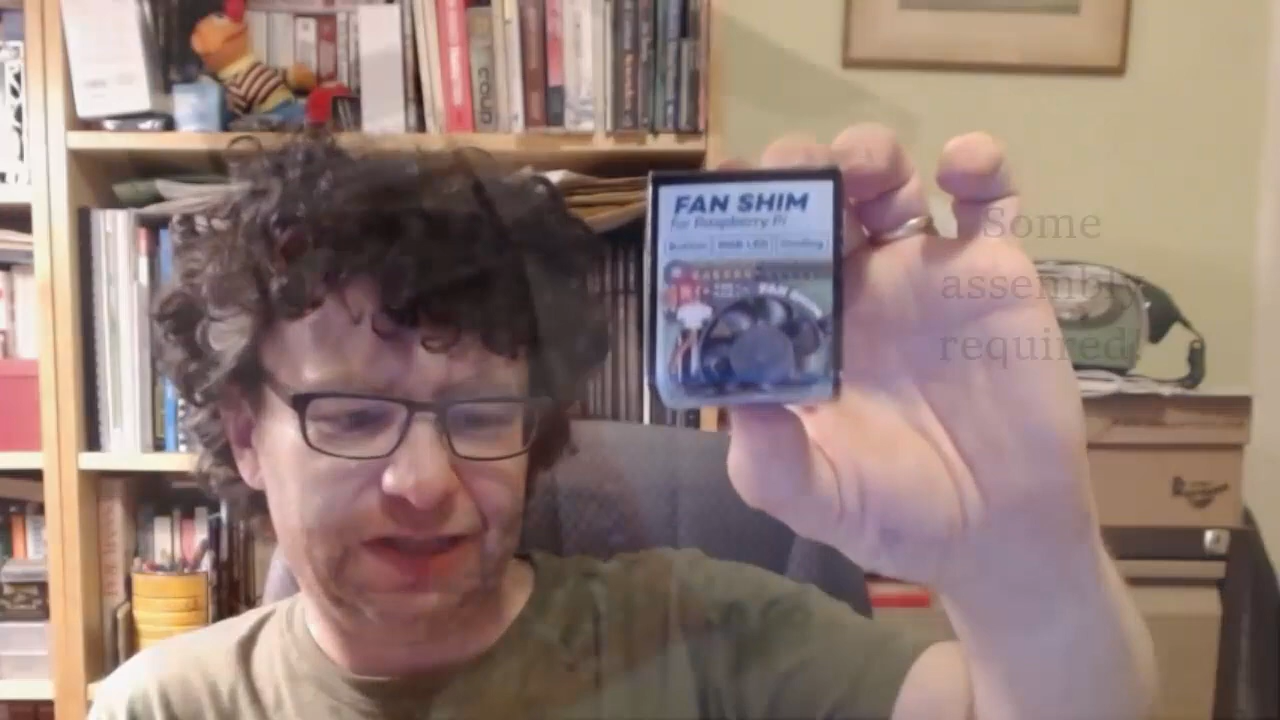 FAN SHIM
for Raspberry Pi
Button RGB LED Cooling
FAN SHIM
Some
assembly
required.